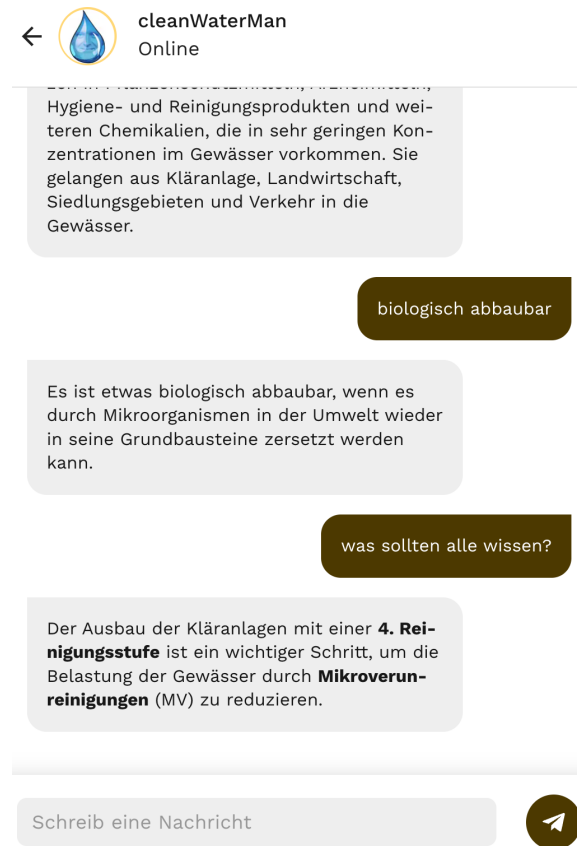 cleanWaterMan
Online
zen in Pflanzenschutzmitteln, Arzneimitteln,
Hygiene- und Reinigungsprodukten und wei-
teren Chemikalien, die in sehr geringen Kon-
zentrationen im Gewässer vorkommen. Sie
gelangen aus Kläranlage, Landwirtschaft,
Siedlungsgebieten und Verkehr in die
Gewässer.
biologisch abbaubar
Es ist etwas biologisch abbaubar, wenn es
durch Mikroorganismen in der Umwelt wieder
in seine Grundbausteine zersetzt werden
kann.
was sollten alle wissen?
Der Ausbau der Kläranlagen mit einer 4. Rei-
nigungsstufe ist ein wichtiger Schritt, um die
Belastung der Gewässer durch Mikroverun-
reinigungen (MV) zu reduzieren.
Schreib eine Nachricht